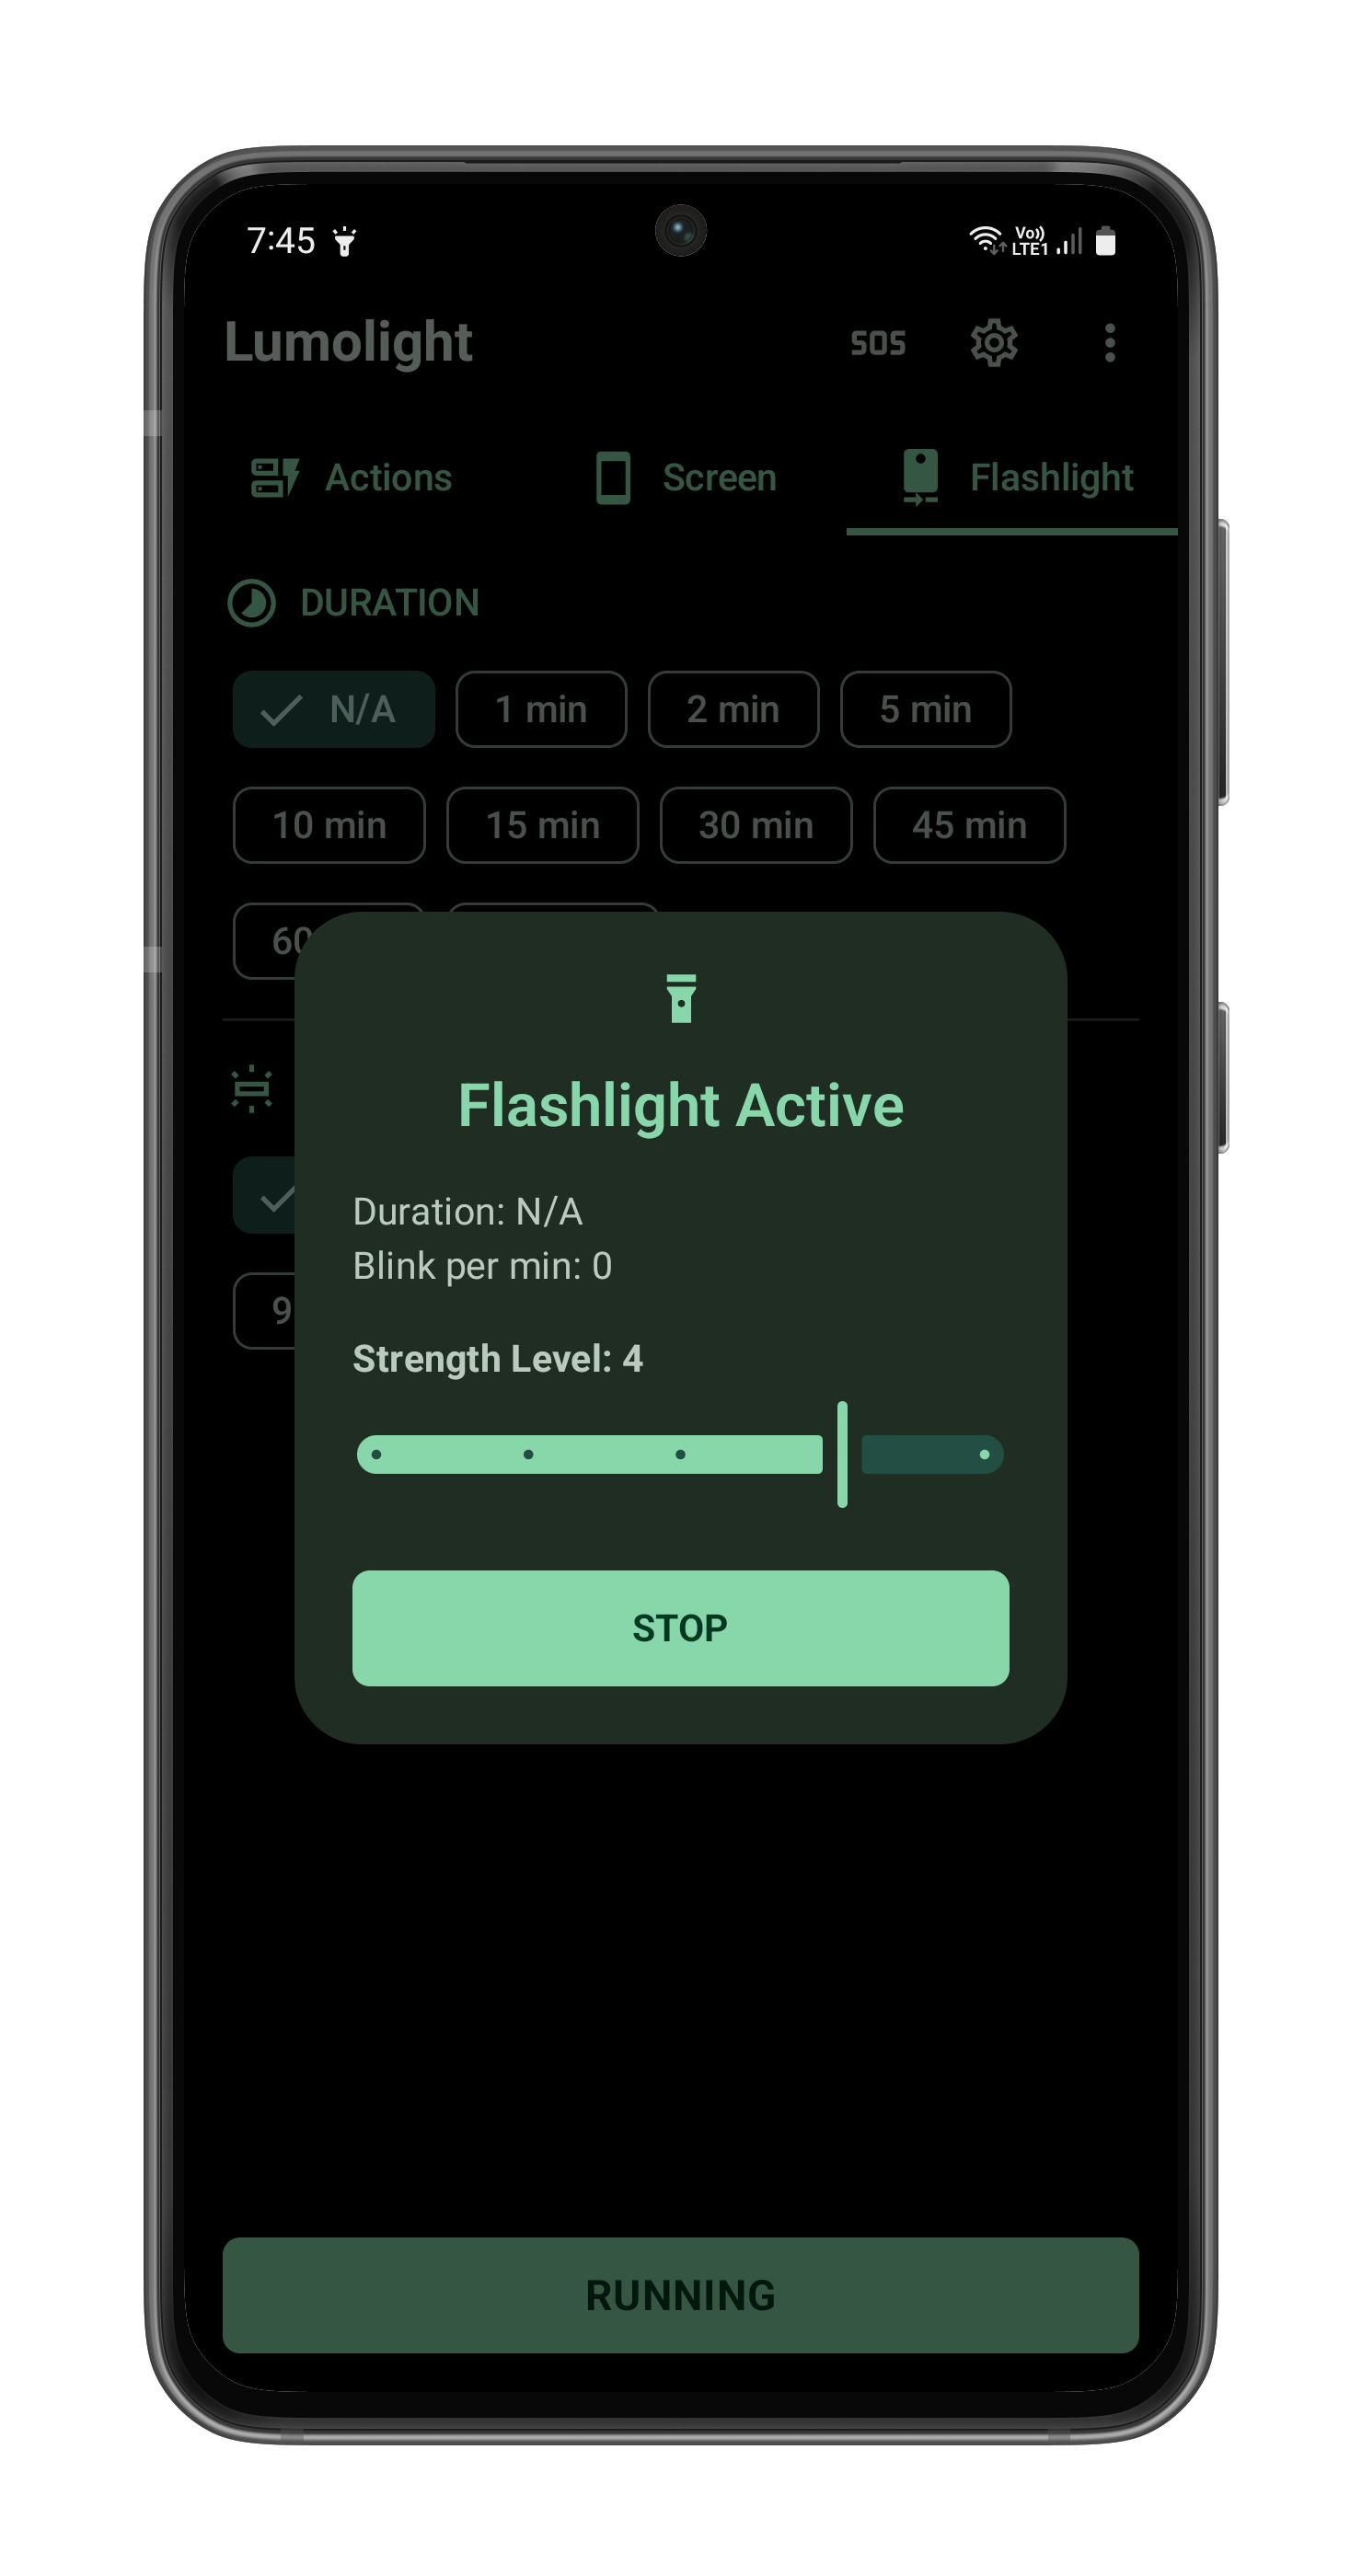 7:45 Vo)) LTE1
Lumolight SOS
Actions Screen Flashlight
DURATION
N/A 1 min 2 min 5 min
10 min 15 min 30 min 45 min
60
Flashlight Active
Duration: N/A
Blink per min: 0
9
Strength Level: 4
STOP
RUNNING